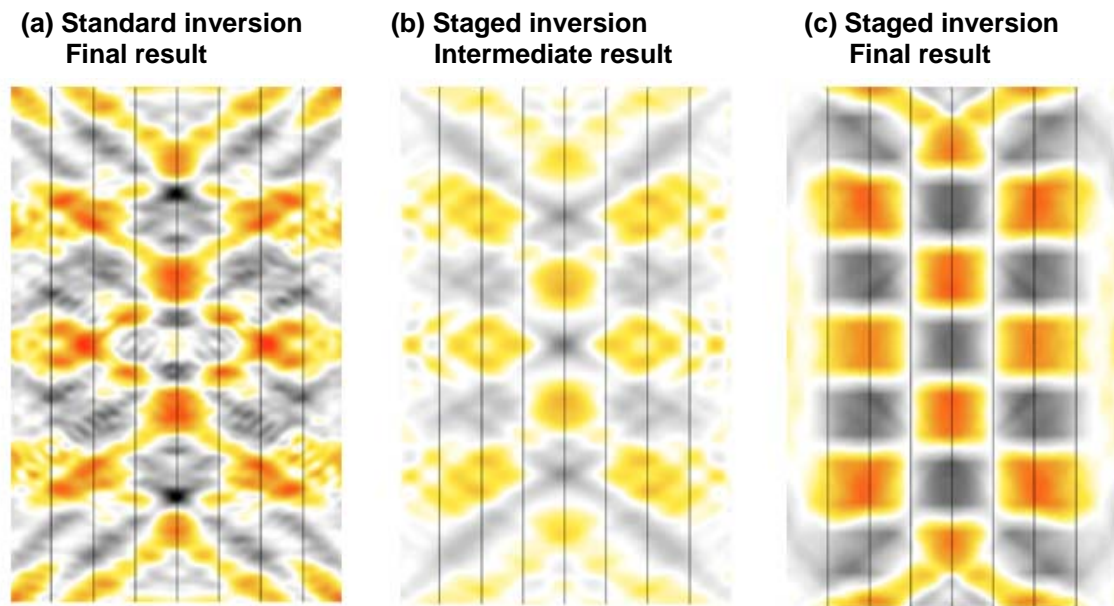 (a) Standard inversion
Final result
(b) Staged inversion
Intermediate result
(c) Staged inversion
Final result